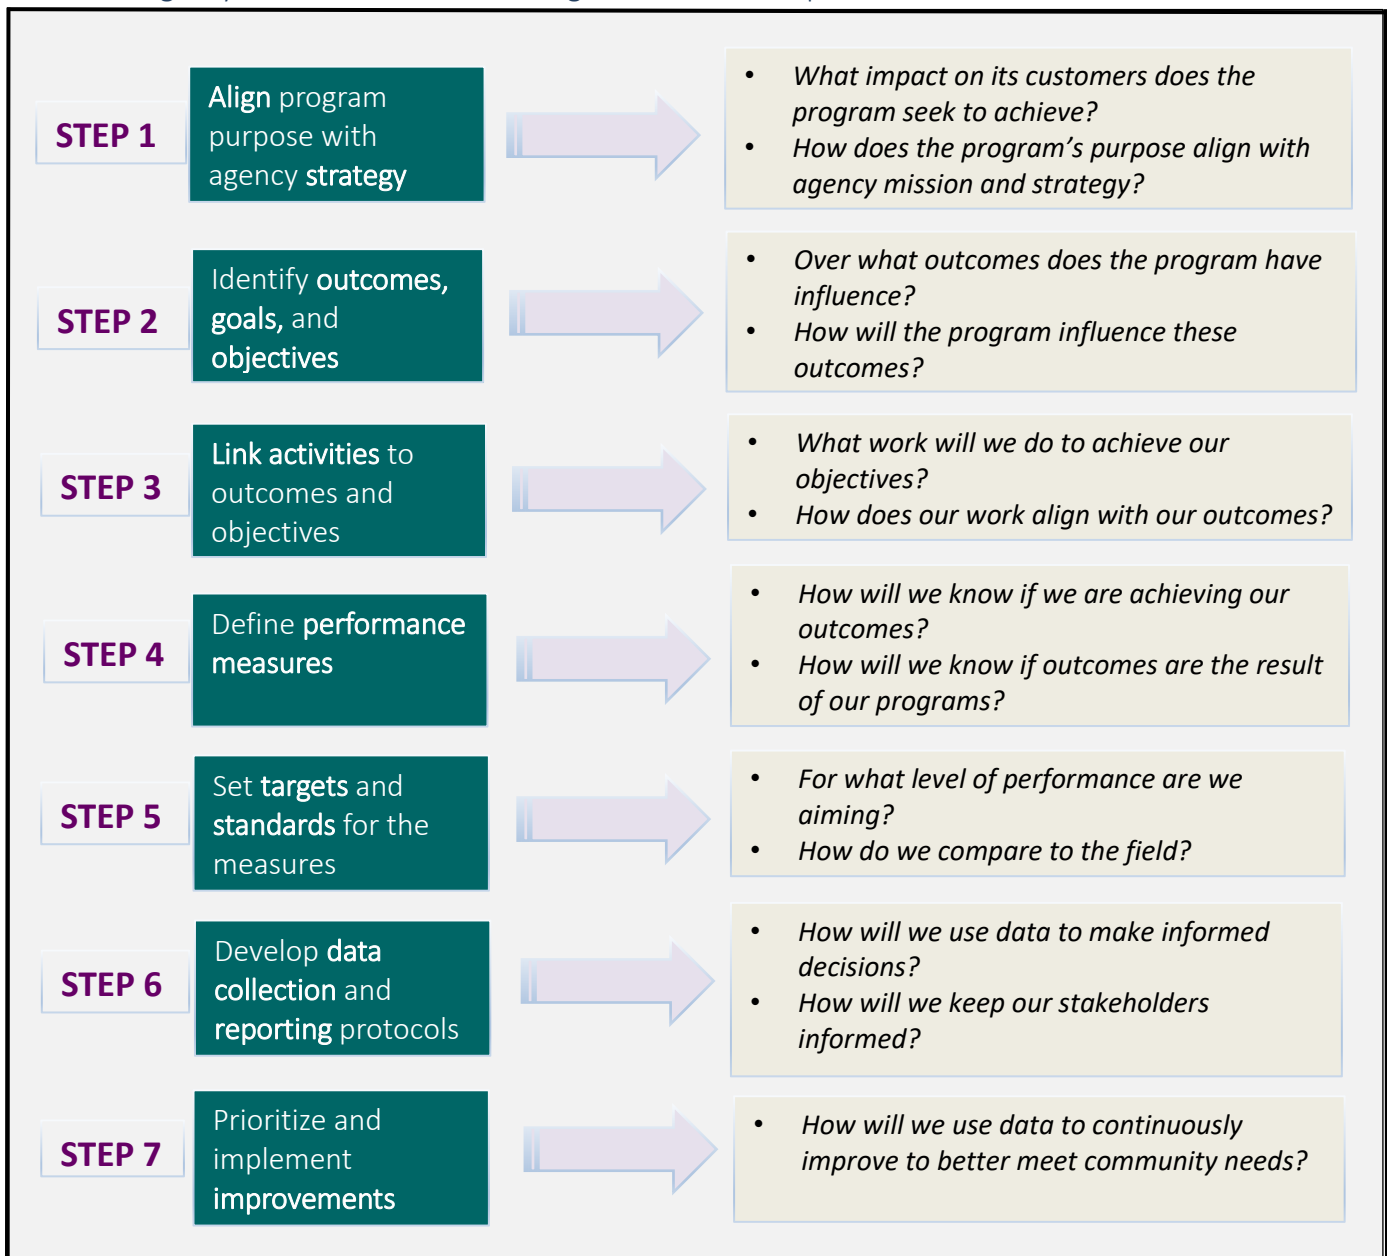 STEP 1
Align program
purpose with
agency strategy
• What impact on its customers does the
program seek to achieve?
• How does the program’s purpose align with
agency mission and strategy?
STEP 2
Identify outcomes,
goals, and
objectives
• Over what outcomes does the program have
influence?
• How will the program influence these
outcomes?
STEP 3
Link activities to
outcomes and
objectives
• What work will we do to achieve our
objectives?
• How does our work align with our outcomes?
STEP 4
Define performance
measures
• How will we know if we are achieving our
outcomes?
• How will we know if outcomes are the result
of our programs?
STEP 5
Set targets and
standards for the
measures
• For what level of performance are we
aiming?
• How do we compare to the field?
STEP 6
Develop data
collection and
reporting protocols
• How will we use data to make informed
decisions?
• How will we keep our stakeholders
informed?
STEP 7
Prioritize and
implement
improvements
• How will we use data to continuously
improve to better meet community needs?